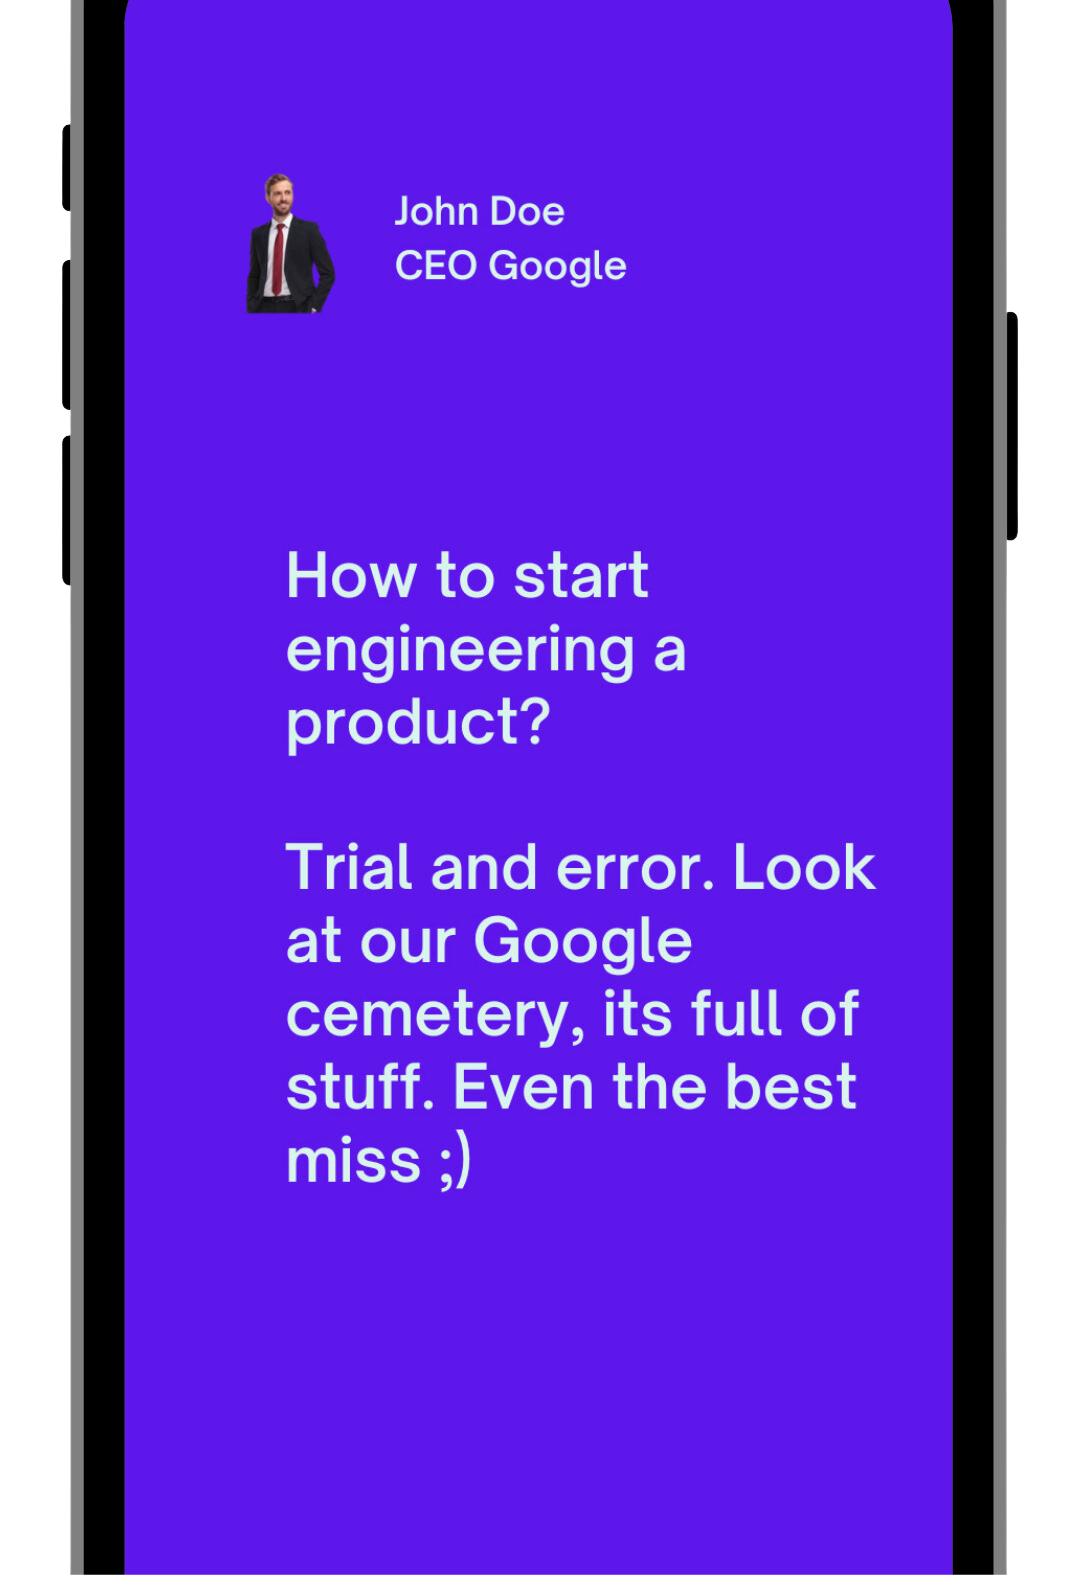 John Doe
CEO Google
How to start
engineering a
product?
Trial and error. Look
at our Google
cemetery, its full of
stuff. Even the best
miss ;)